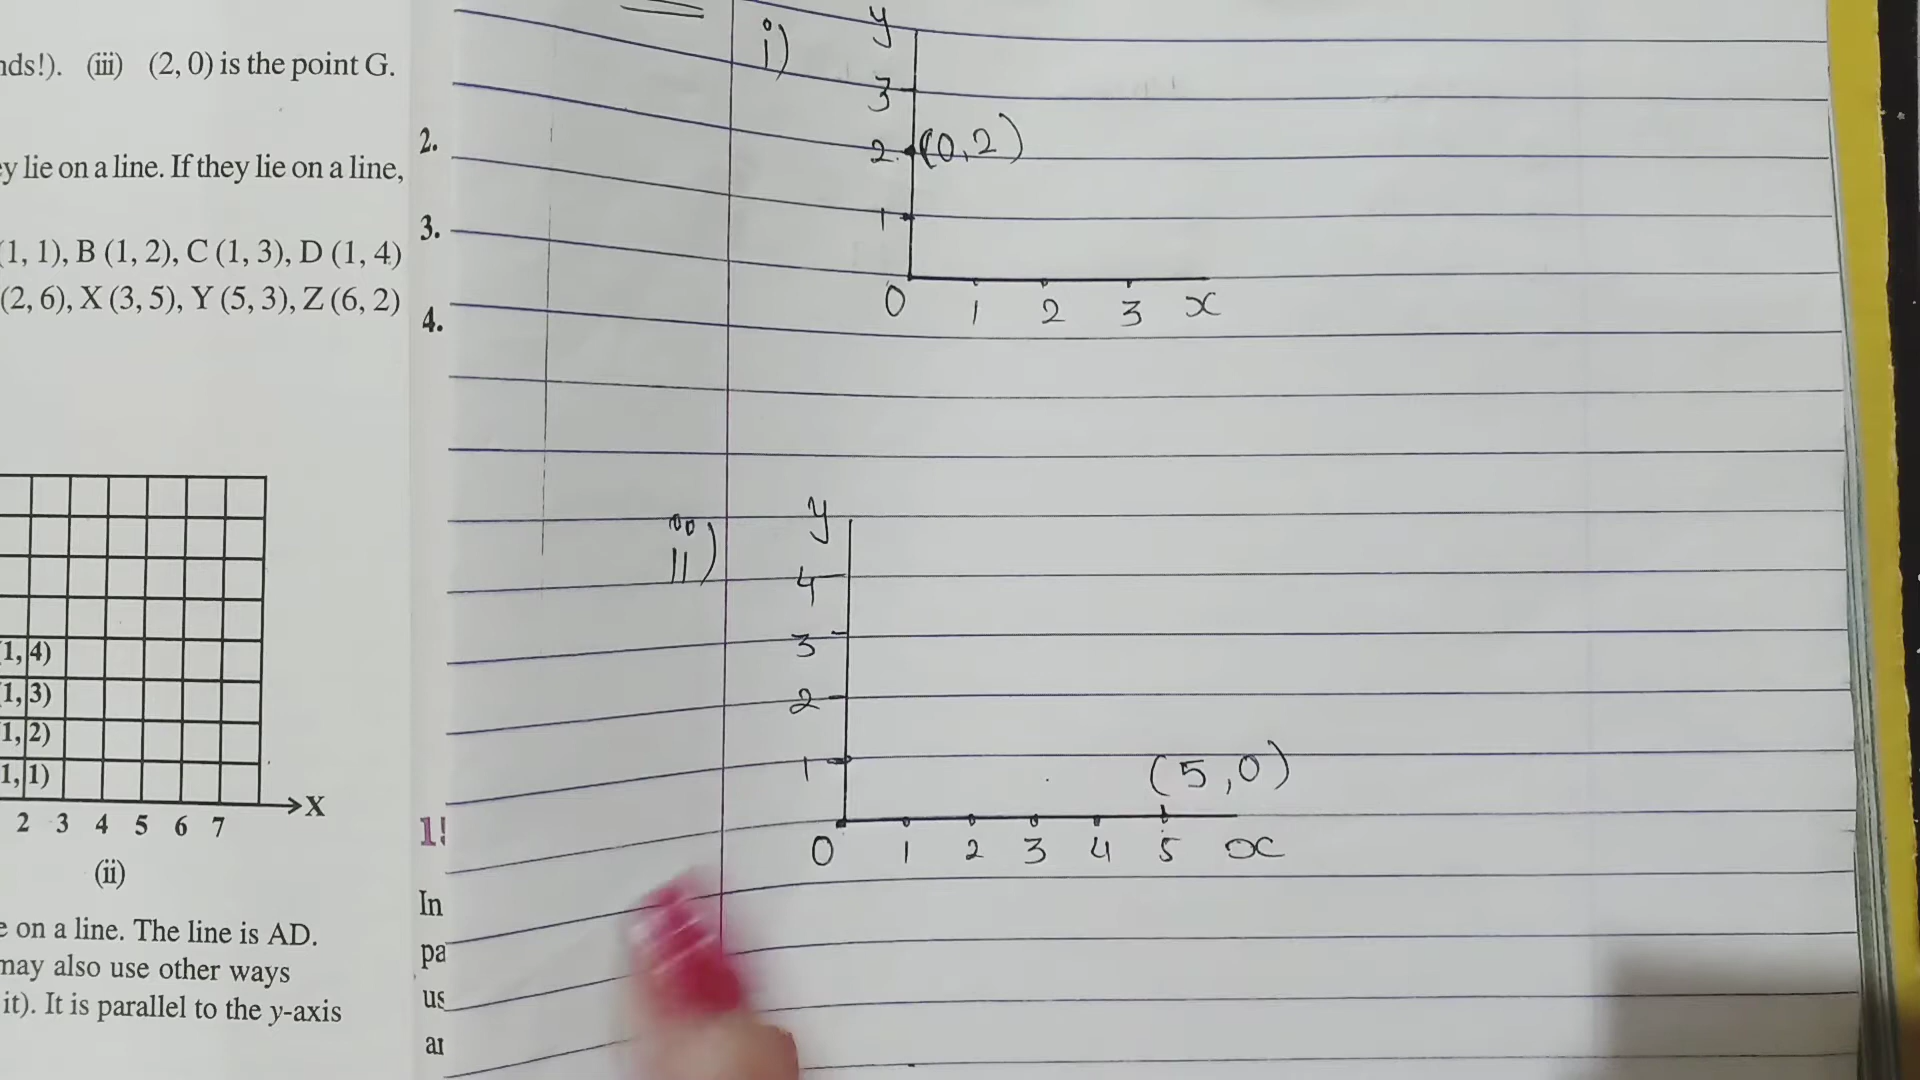 nds!). (iii) (2, 0) is the point G.
y lie on a line. If they lie on a line,
(1, 1), B (1, 2), C (1, 3), D (1, 4)
(2, 6), X (3, 5), Y (5, 3), Z (6, 2)
(1, 4)
(1, 3)
1, 2)
1, 1)
X
2 3 4 5 6 7
(ii)
e on a line. The line is AD.
may also use other ways
it). It is parallel to the y-axis
2.
3.
4.
1!
In
pa
us
i)
y
3
2 (0,2)
1
0 1 2 3 x
ii)
y
4
3
2
1 (5,0)
0 1 2 3 4 5 x